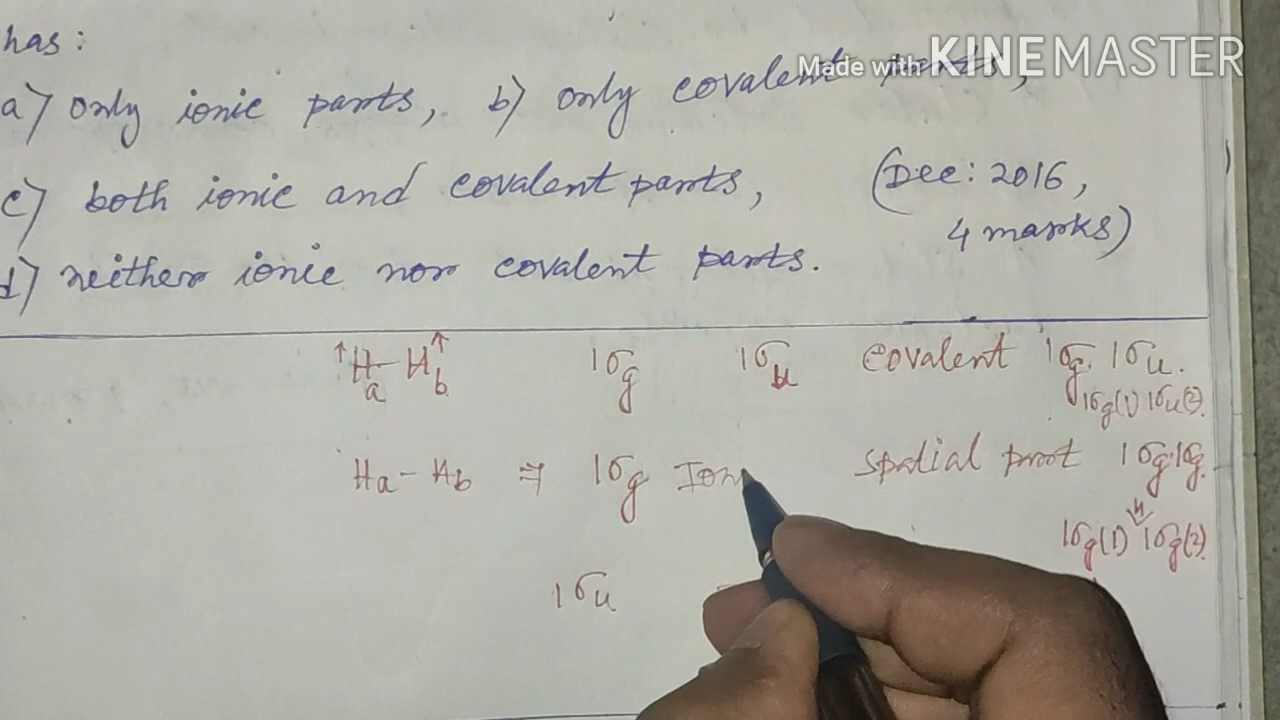 has:
Made with KINEMASTER
a) only ionic parts, b) only covalent parts,
c) both ionic and covalent parts, (Dec: 2016,
4 marks)
d) neither ionic nor covalent parts.
↑Ha - Hb↑ 1σg 1σu covalent 1σg. 1σu.
1σg(1) 1σu(2).
Ha - Hb ⇒ 1σg Ion spatial part 1σg.1σg.
1σg(1) 1σg(2).
1σu